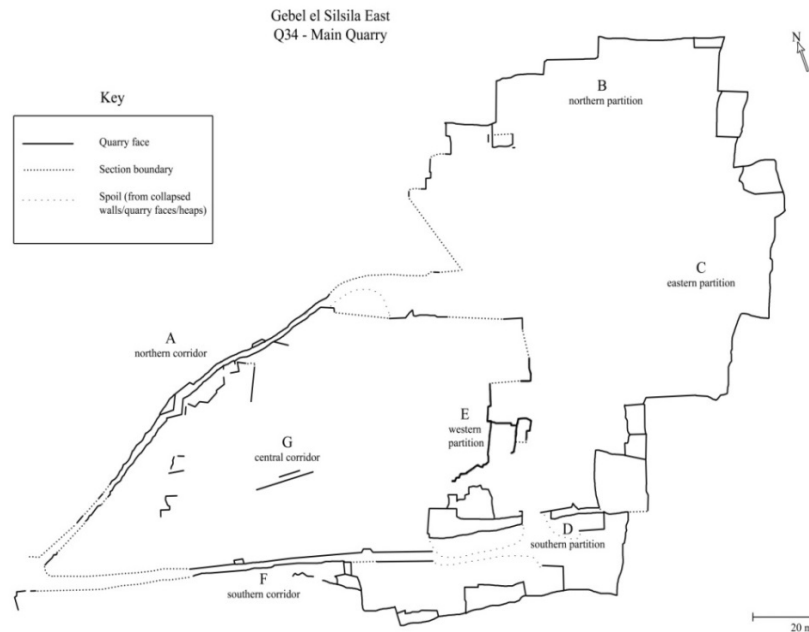 Gebel el Silsila East
Q34 - Main Quarry
N
Key
Quarry face
Section boundary
Spoil (from collapsed
walls/quarry faces/heaps)
B
northern partition
C
eastern partition
A
northern corridor
E
western
partition
G
central corridor
D
southern partition
F
southern corridor
20 m